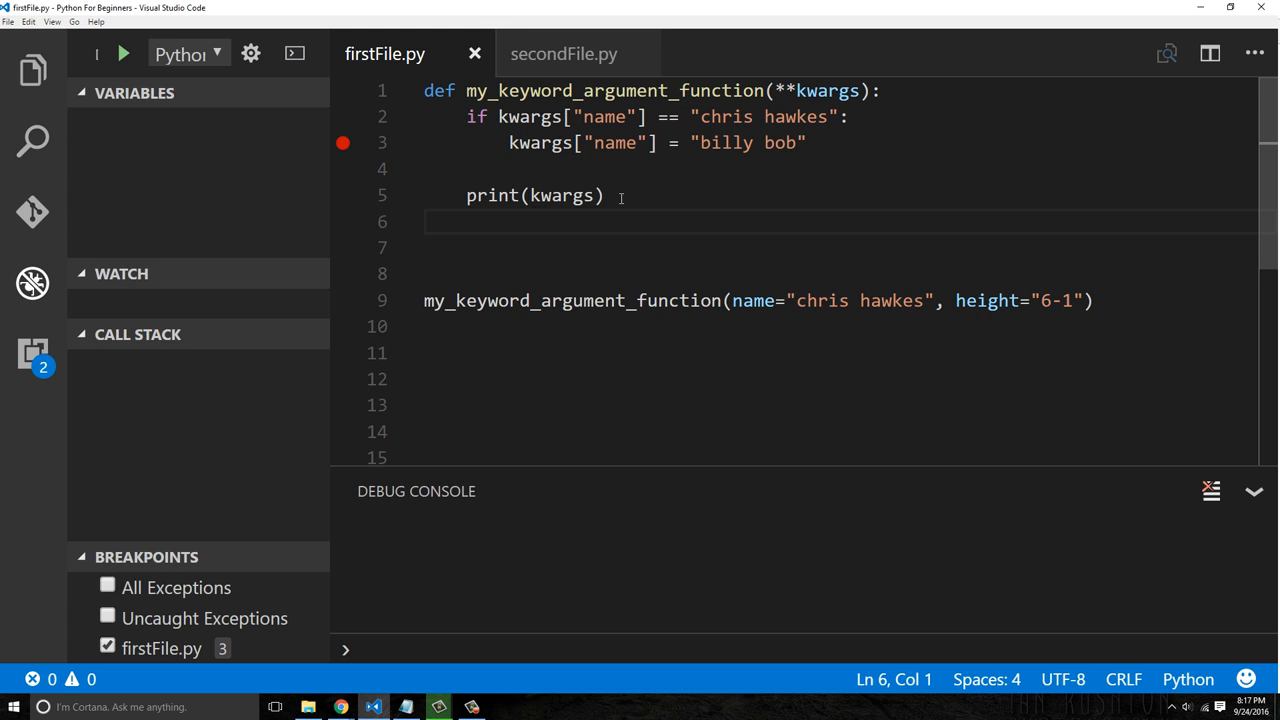 firstFile.py - Python For Beginners - Visual Studio Code
File Edit View Go Help
Python
firstFile.py
secondFile.py
VARIABLES
WATCH
CALL STACK
BREAKPOINTS
All Exceptions
Uncaught Exceptions
firstFile.py 3
2
1 def my_keyword_argument_function(**kwargs):
2 if kwargs["name"] == "chris hawkes":
3 kwargs["name"] = "billy bob"
4
5 print(kwargs)
6
7
8
9 my_keyword_argument_function(name="chris hawkes", height="6-1")
10
11
12
13
14
15
DEBUG CONSOLE
0 0
Ln 6, Col 1 Spaces: 4 UTF-8 CRLF Python
I'm Cortana. Ask me anything.
8:17 PM
9/24/2016